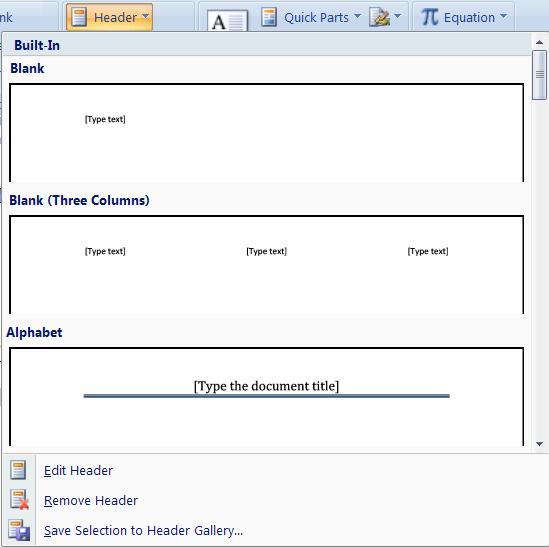 nk Header Quick Parts Equation
Built-In
Blank
[Type text]
Blank (Three Columns)
[Type text] [Type text] [Type text]
Alphabet
[Type the document title]
Edit Header
Remove Header
Save Selection to Header Gallery...